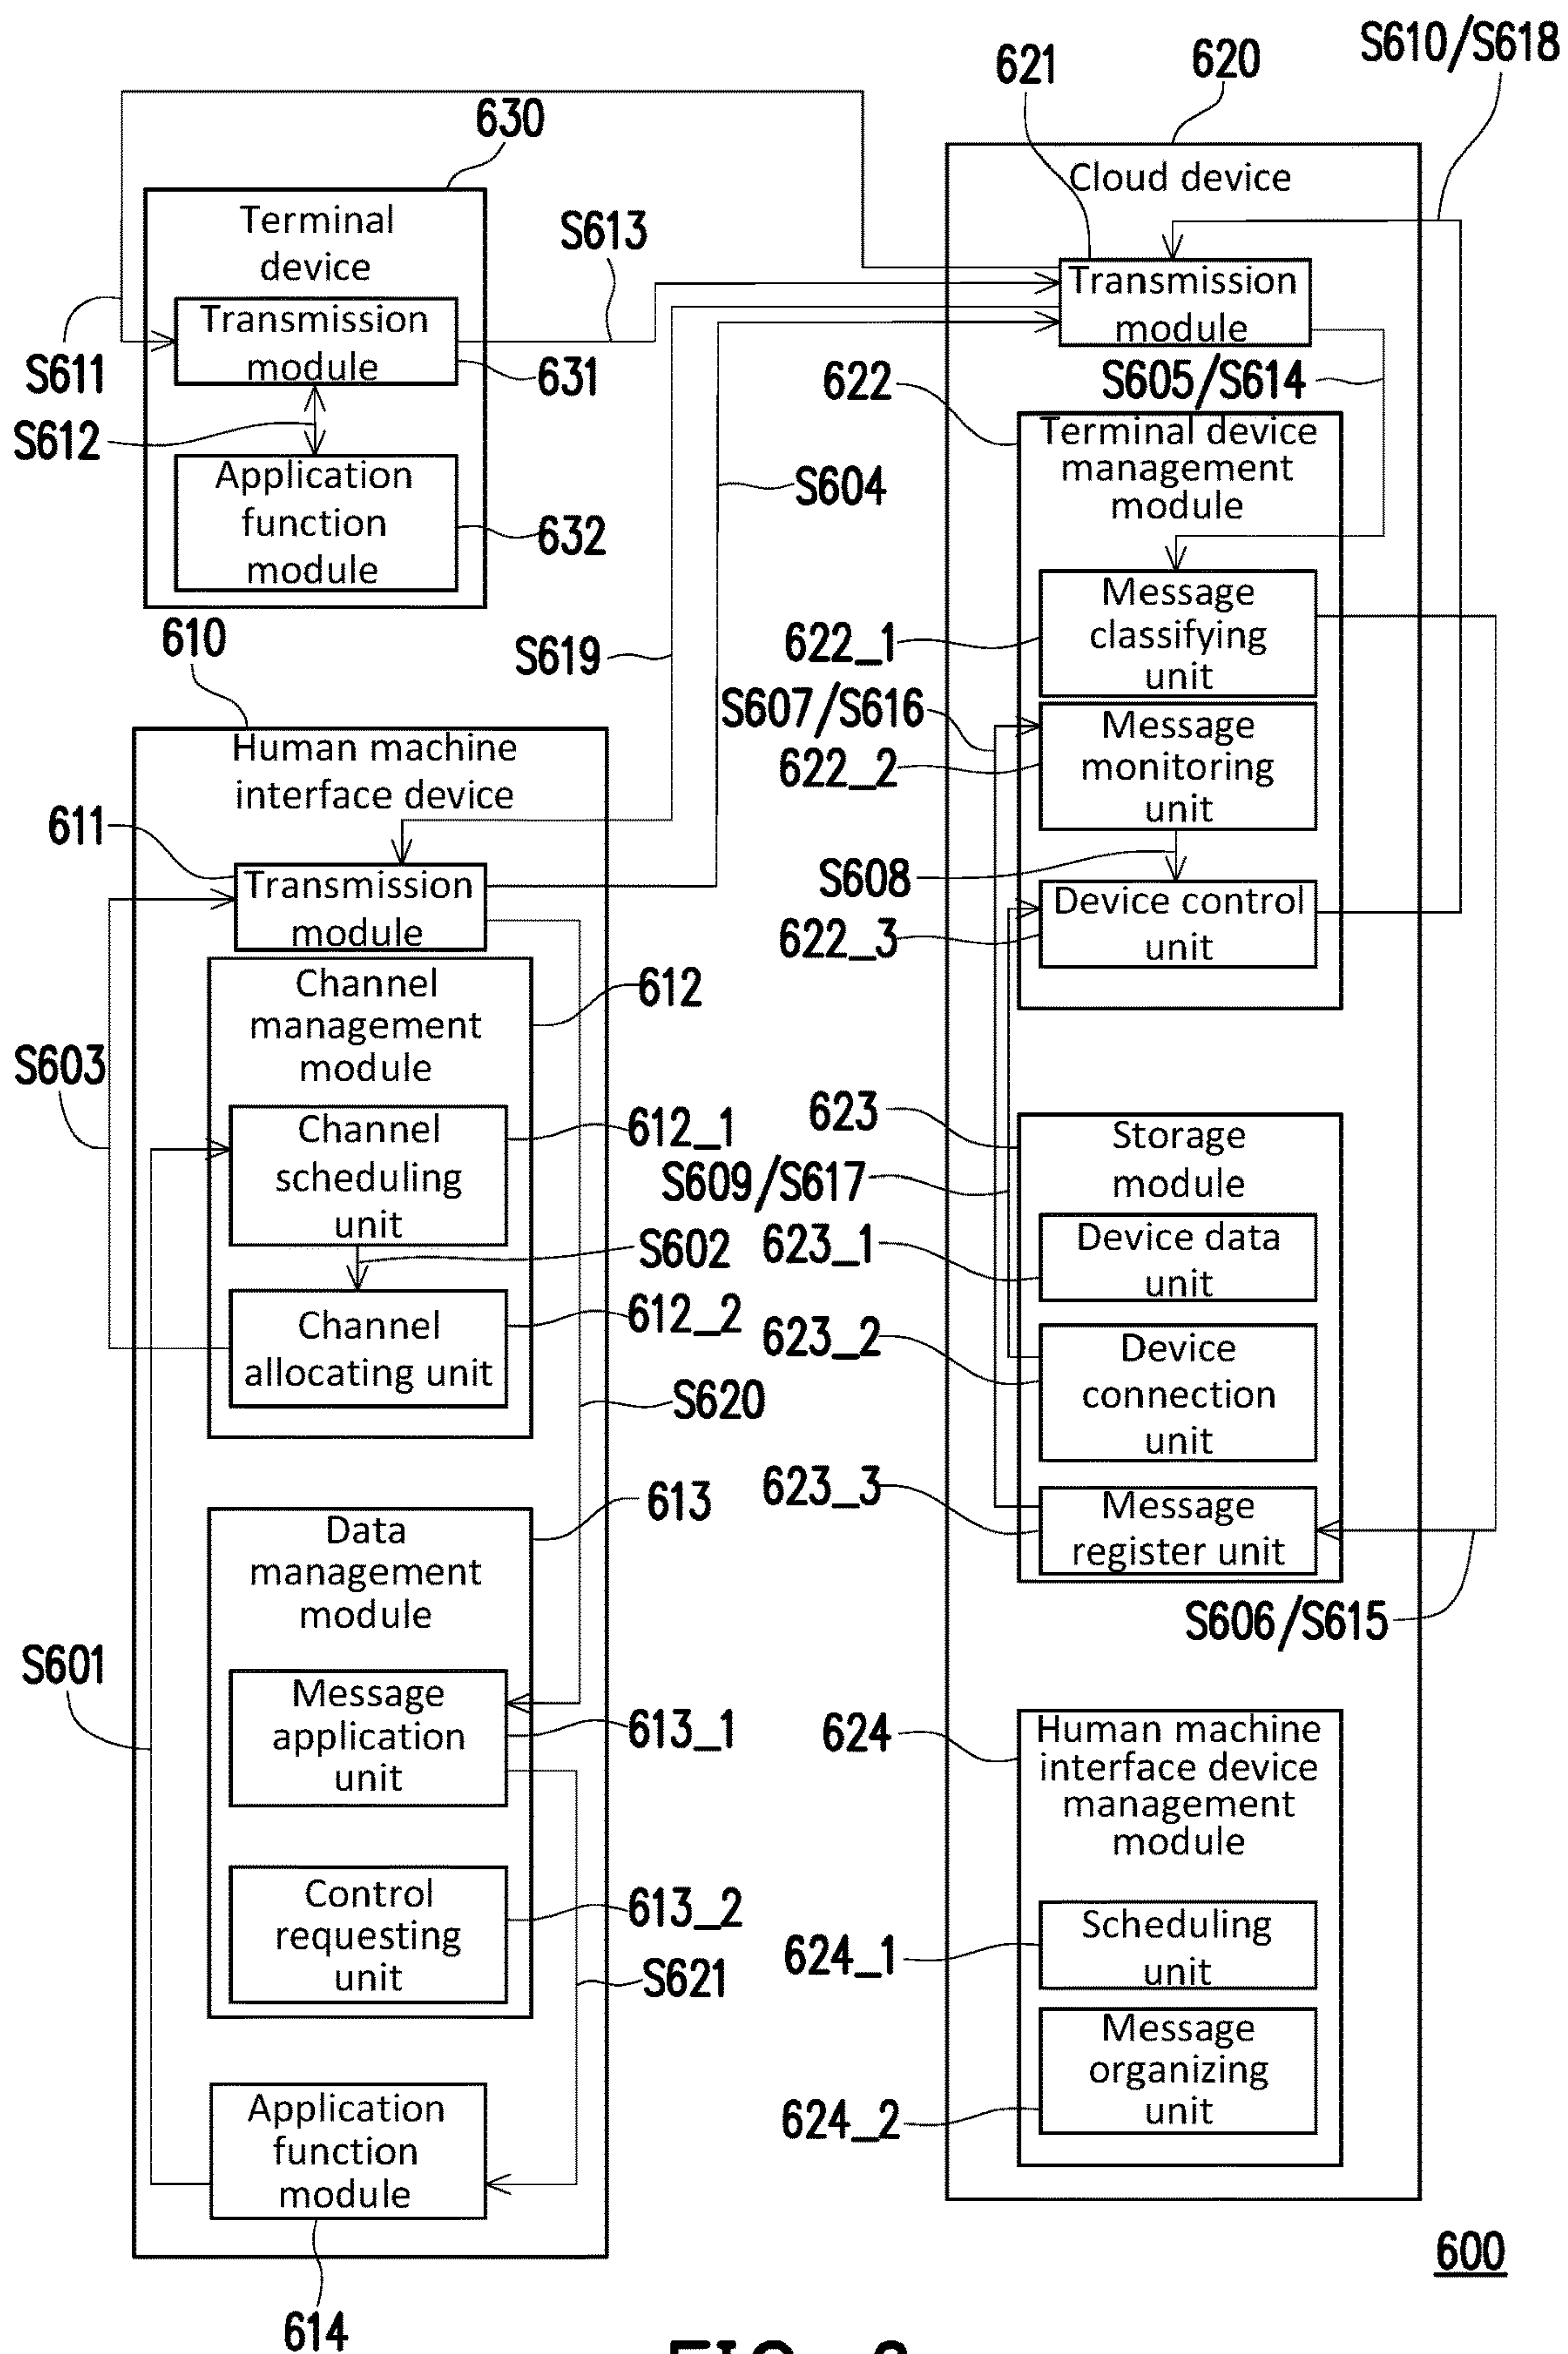 S610/S618
620
621
630
Cloud device
Terminal
device
S613
Transmission
module
Transmission
module
S611
631
622
S605/S614
S612
Terminal device
management
module
Application
function
module
632
S604
Message
classifying
unit
622_1
610
S619
S607/S616
Message
monitoring
unit
622_2
Human machine
interface device
611
S608
Transmission
module
Device control
unit
622_3
Channel
management
module
612
S603
623
Storage
module
Channel
scheduling
unit
612_1
S609/S617
Device data
unit
623_1
S602
612_2
Channel
allocating unit
623_2
Device
connection
unit
S620
623_3
Message
register unit
613
Data
management
module
S606/S615
S601
Message
application
unit
613_1
624
Human machine
interface device
management
module
Control
requesting
unit
613_2
Scheduling
unit
624_1
S621
Message
organizing
unit
624_2
Application
function
module
614
600